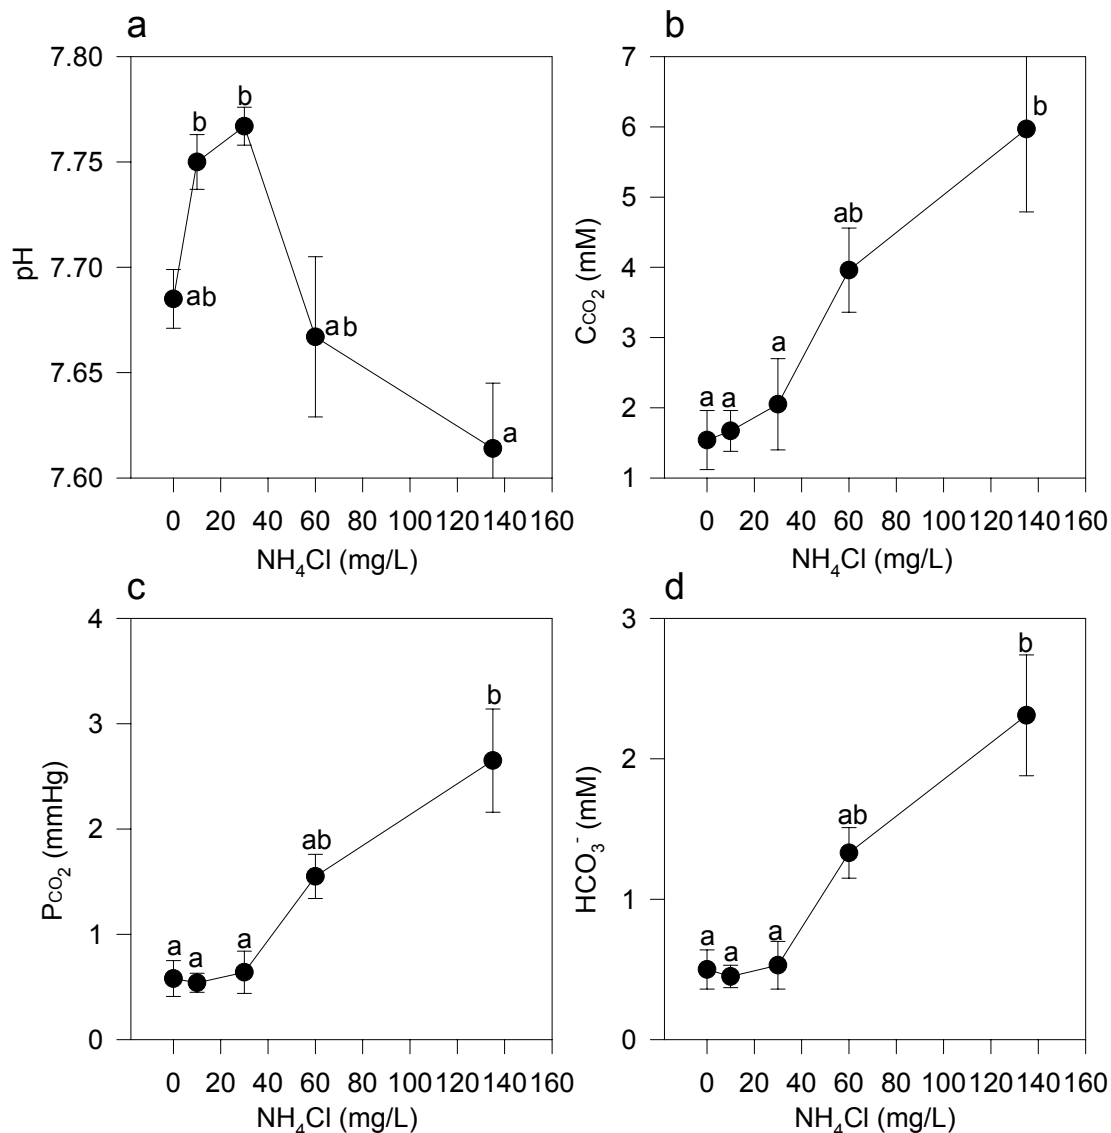 a
7.80
7.75
7.70
7.65
7.60
pH
ab
b
b
ab
a
0 20 40 60 80 100 120 140 160
NH₄Cl (mg/L)
b
7
6
5
4
3
2
1
C_CO₂ (mM)
a
a
a
ab
b
0 20 40 60 80 100 120 140 160
NH₄Cl (mg/L)
c
4
3
2
1
0
P_CO₂ (mmHg)
a
a
a
ab
b
0 20 40 60 80 100 120 140 160
NH₄Cl (mg/L)
d
3
2
1
0
HCO₃⁻ (mM)
a
a
a
ab
b
0 20 40 60 80 100 120 140 160
NH₄Cl (mg/L)